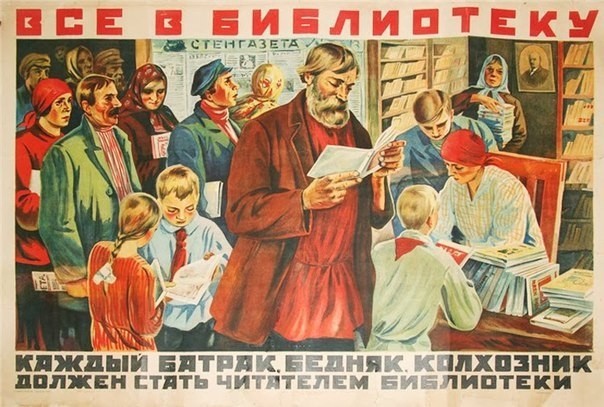 ВСЕ В БИБЛИОТЕКУ
СТЕНГАЗЕТА
КАЖДЫЙ БАТРАК, БЕДНЯК, КОЛХОЗНИК
ДОЛЖЕН СТАТЬ ЧИТАТЕЛЕМ БИБЛИОТЕКИ